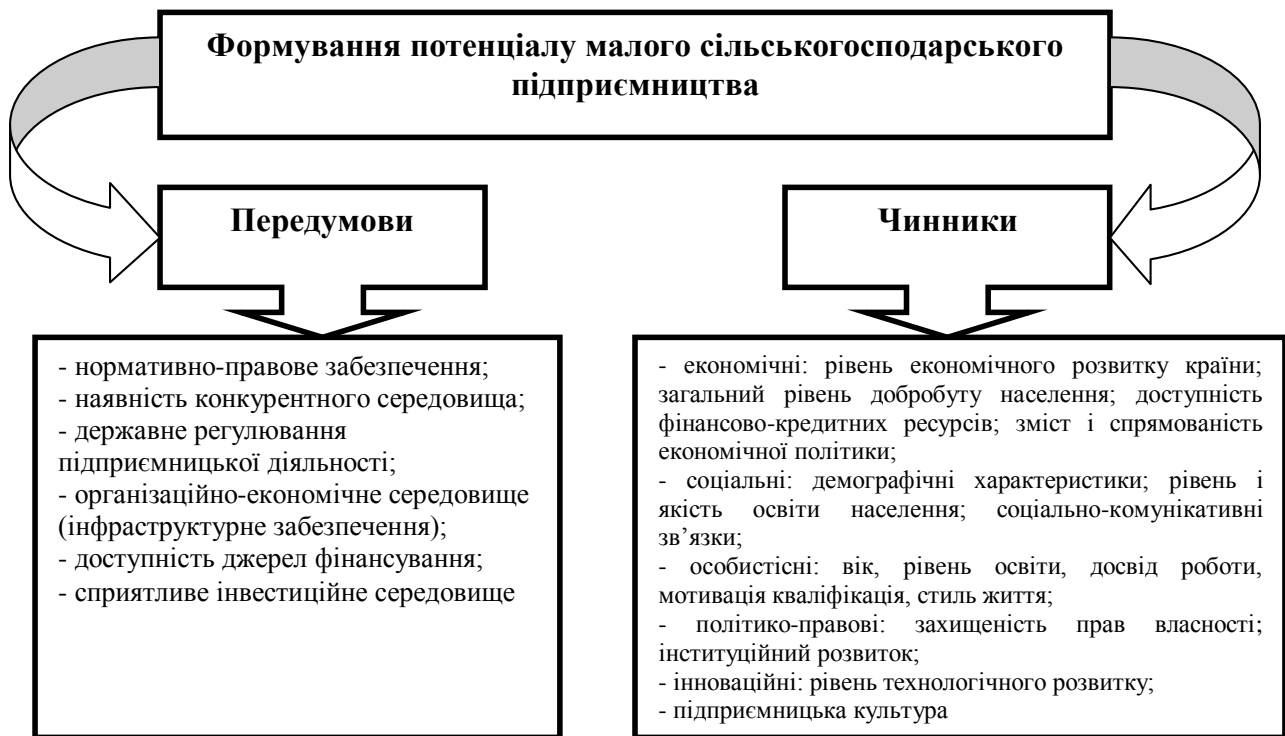 Формування потенціалу малого сільськогосподарського
підприємництва
Передумови
- нормативно-правове забезпечення;
- наявність конкурентного середовища;
- державне регулювання
підприємницької діяльності;
- організаційно-економічне середовище
(інфраструктурне забезпечення);
- доступність джерел фінансування;
- сприятливе інвестиційне середовище
Чинники
- економічні: рівень економічного розвитку країни;
загальний рівень добробуту населення; доступність
фінансово-кредитних ресурсів; зміст і спрямованість
економічної політики;
- соціальні: демографічні характеристики; рівень і
якість освіти населення; соціально-комунікативні
зв’язки;
- особистісні: вік, рівень освіти, досвід роботи,
мотивація кваліфікація, стиль життя;
- політико-правові: захищеність прав власності;
інституційний розвиток;
- інноваційні: рівень технологічного розвитку;
- підприємницька культура